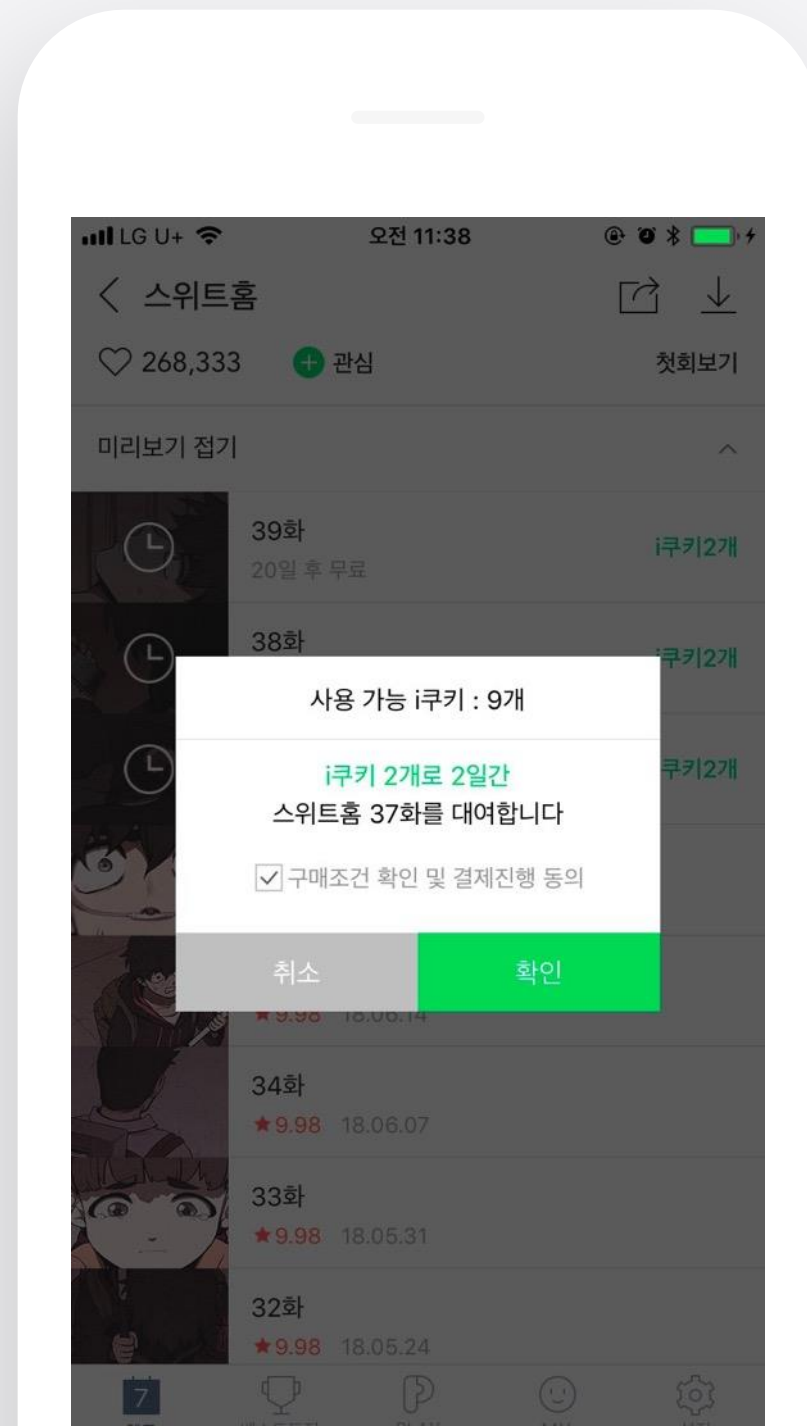 LG U+ 오전 11:38
스위트홈
268,333 관심 첫회보기
미리보기 접기
39화
i쿠키2개
20일 후 무료
38화
i쿠키2개
쿠키2개
사용 가능 i쿠키 : 9개
i쿠키 2개로 2일간
스위트홈 37화를 대여합니다
구매조건 확인 및 결제진행 동의
취소 확인
★9.98 18.06.14
34화
★9.98 18.06.07
33화
★9.98 18.05.31
32화
★9.98 18.05.24
7